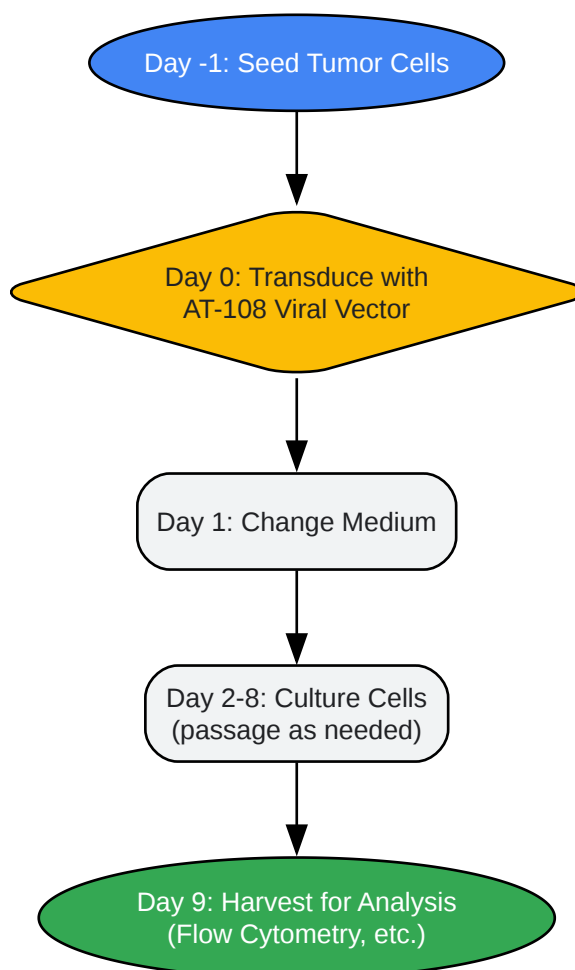 Day -1: Seed Tumor Cells
Day 0: Transduce with
AT-108 Viral Vector
Day 1: Change Medium
Day 2-8: Culture Cells
(passage as needed)
Day 9: Harvest for Analysis
(Flow Cytometry, etc.)